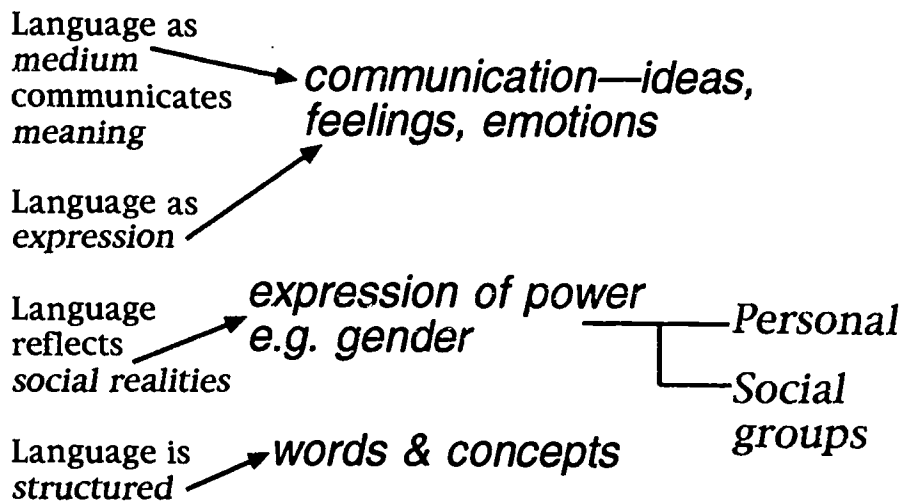 Language as
medium
communicates
meaning
communication—ideas,
feelings, emotions
Language as
expression
Language
reflects
social realities
expression of power
e.g. gender
Personal
Social
groups
Language is
structured
words & concepts